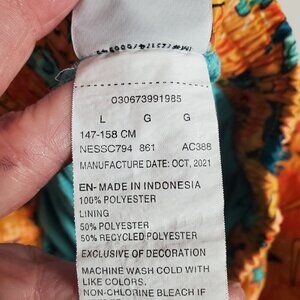 030673991985
L G G
147-158 CM
NESSC794 861 AC388
MANUFACTURE DATE: OCT, 2021
EN- MADE IN INDONESIA
100% POLYESTER
LINING
50% POLYESTER
50% RECYCLED POLYESTER
EXCLUSIVE OF DECORATION
MACHINE WASH COLD WITH
LIKE COLORS.
NON-CHLORINE BLEACH IF